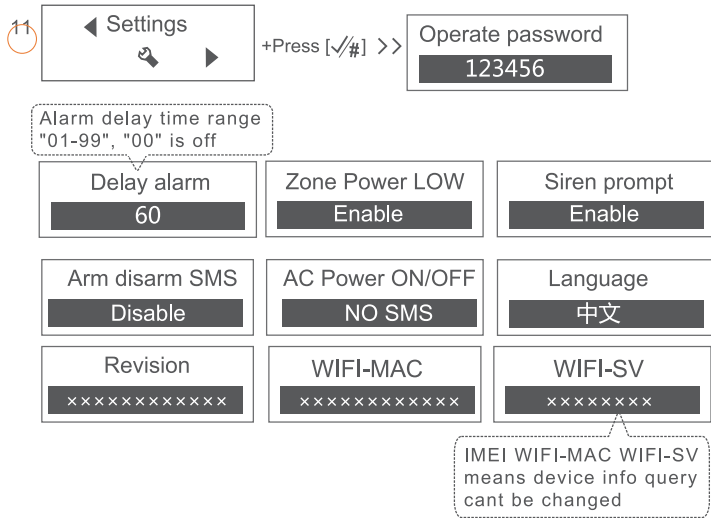 11
Settings
+Press [√/#] >>
Operate password
123456
Alarm delay time range
"01-99", "00" is off
Delay alarm
60
Zone Power LOW
Enable
Siren prompt
Enable
Arm disarm SMS
Disable
AC Power ON/OFF
NO SMS
Language
中文
Revision
××××××××××××
WIFI-MAC
××××××××××××
WIFI-SV
××××××××
IMEI WIFI-MAC WIFI-SV
means device info query
cant be changed